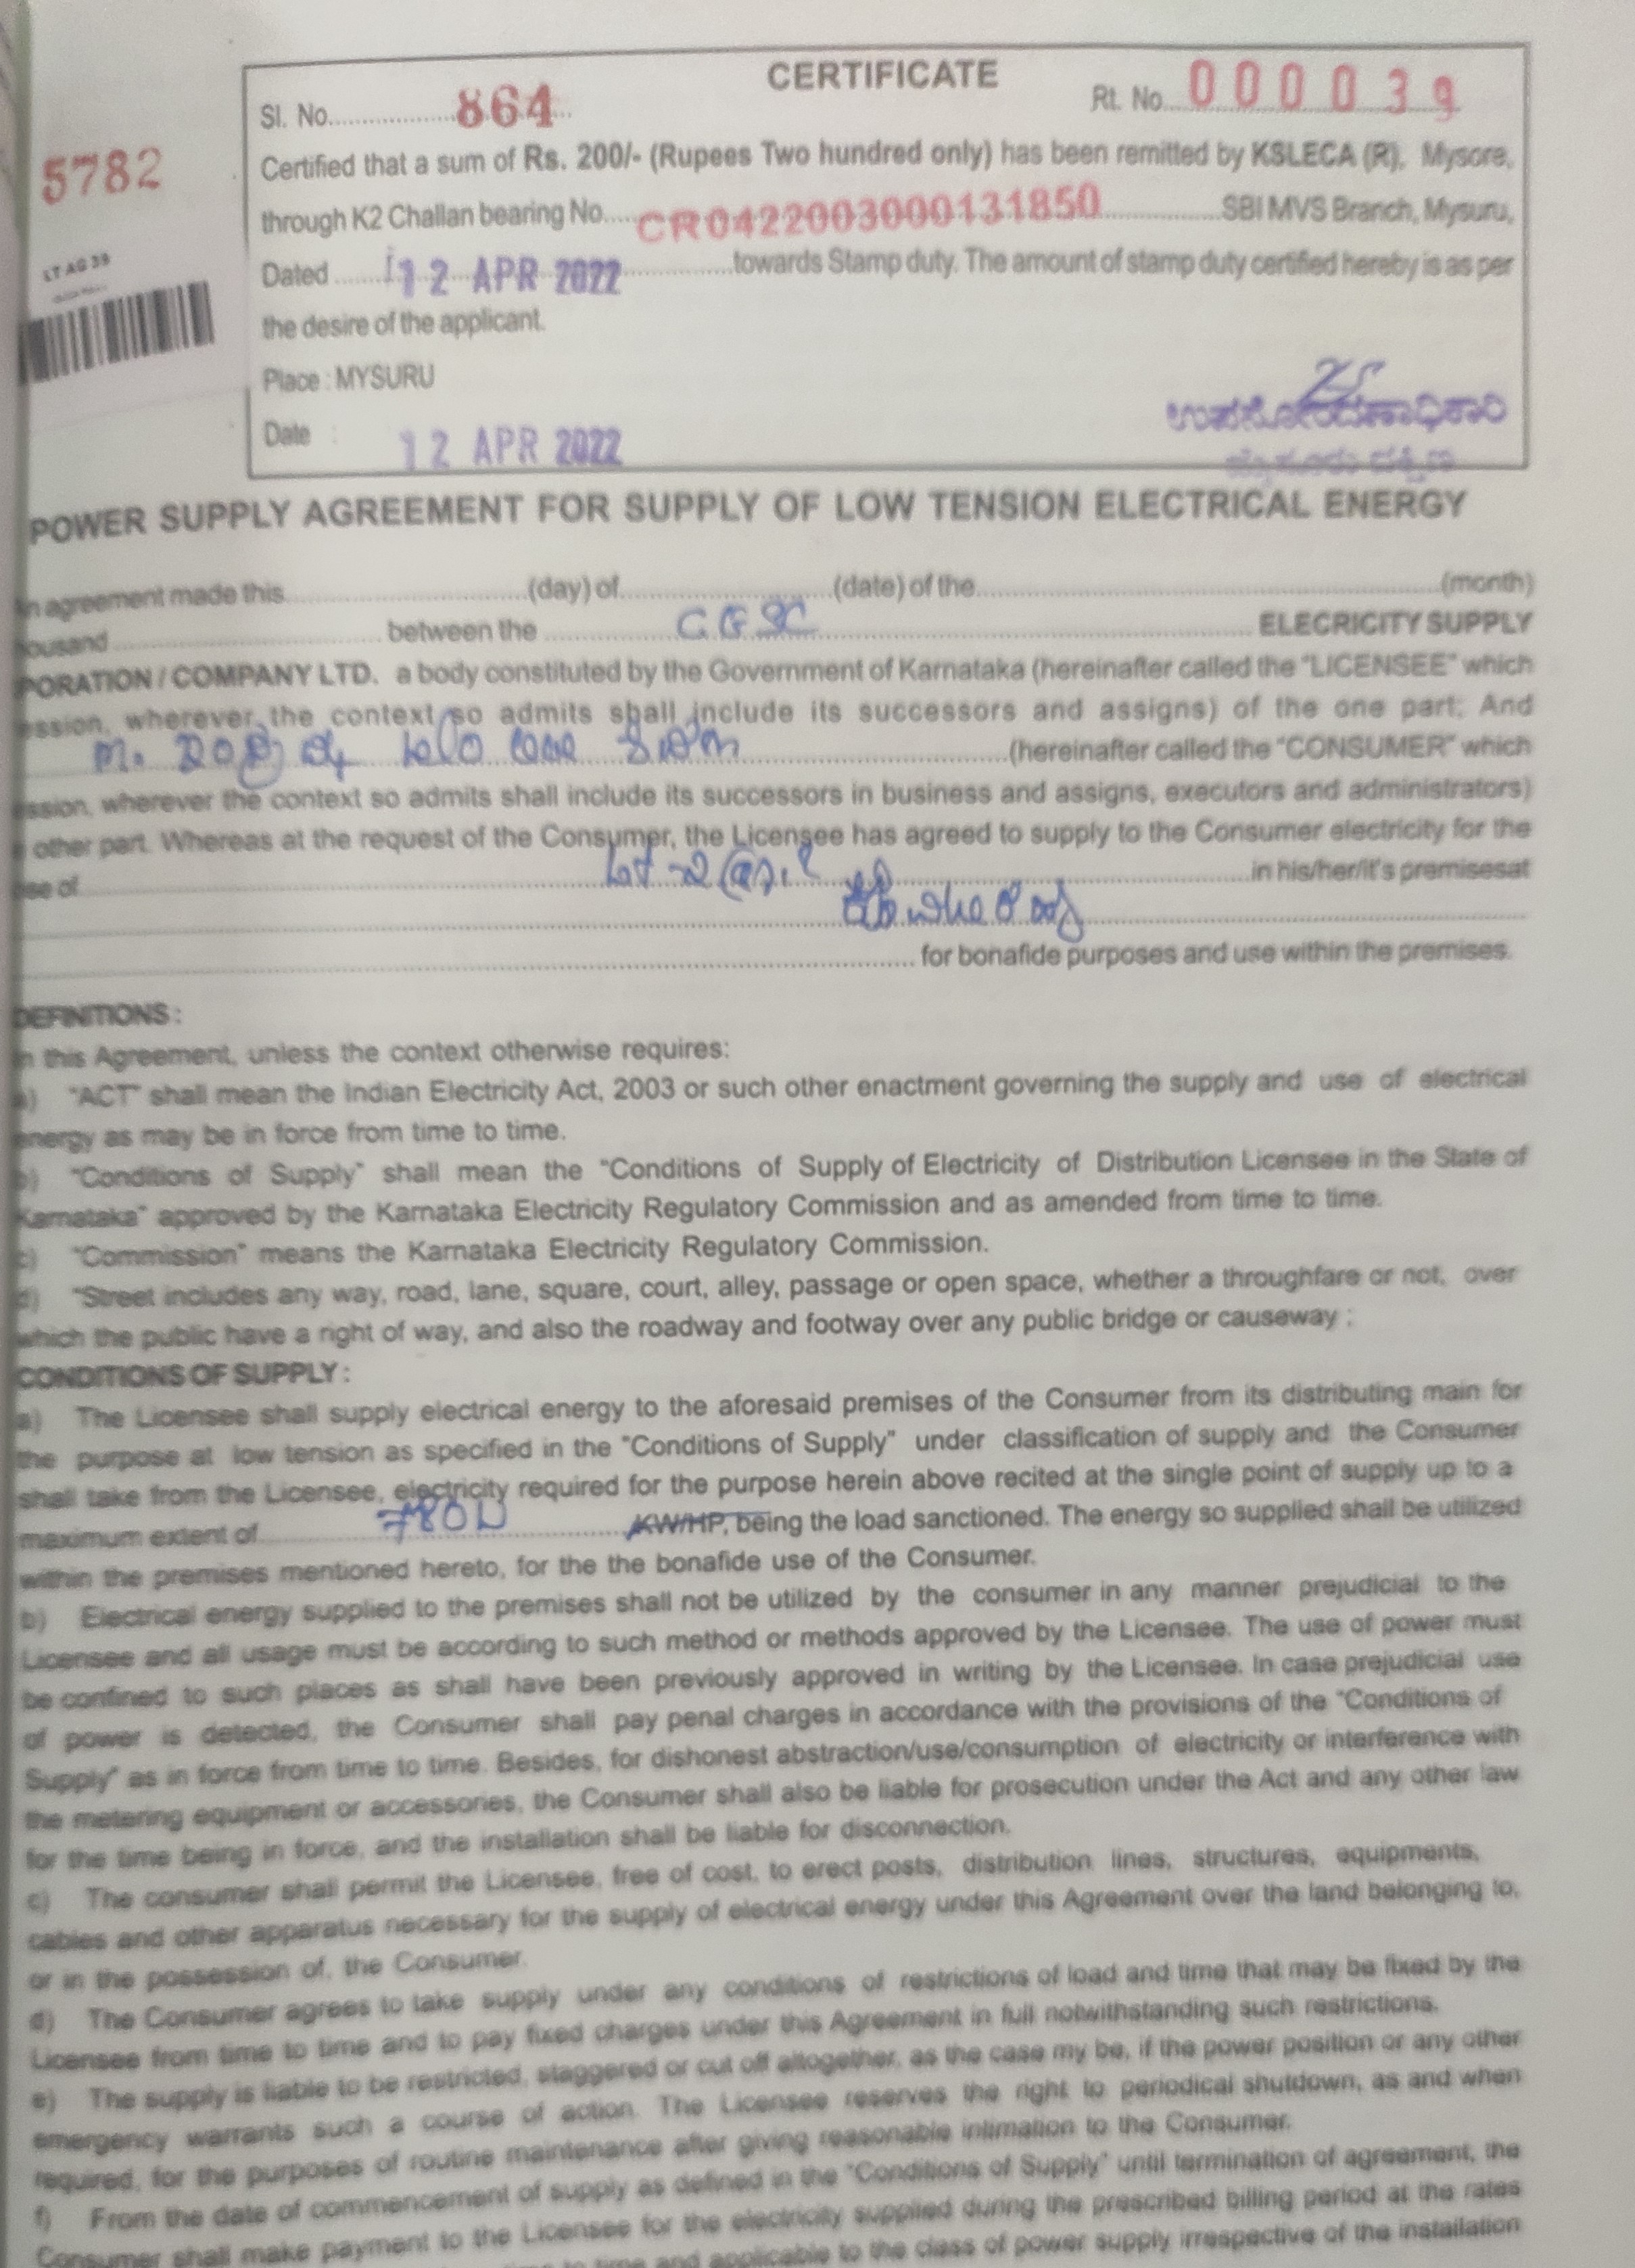 CERTIFICATE
Sl. No. 864 Rt. No. 000039
5782
Certified that a sum of Rs. 200/- (Rupees Two hundred only) has been remitted by KSLECA (R), Mysore,
through K2 Challan bearing No. CR0422003000131850 SBI MVS Branch, Mysuru,
LT AG 39
Dated 12 APR 2022 towards Stamp duty. The amount of stamp duty certified hereby is as per
the desire of the applicant.
Place : MYSURU
ಉಪನೋಂದಣಾಧಿಕಾರಿ
Date : 12 APR 2022
POWER SUPPLY AGREEMENT FOR SUPPLY OF LOW TENSION ELECTRICAL ENERGY
n agreement made this (day) of (date) of the (month)
ousand between the ELECRICITY SUPPLY
PORATION / COMPANY LTD. a body constituted by the Government of Karnataka (hereinafter called the "LICENSEE" which
ession, wherever the context so admits shall include its successors and assigns) of the one part; And
(hereinafter called the "CONSUMER" which
ession, wherever the context so admits shall include its successors in business and assigns, executors and administrators)
other part. Whereas at the request of the Consumer, the Licensee has agreed to supply to the Consumer electricity for the
se of in his/her/it's premisesat
for bonafide purposes and use within the premises.
DEFINITIONS :
In this Agreement, unless the context otherwise requires:
a) "ACT" shall mean the Indian Electricity Act, 2003 or such other enactment governing the supply and use of electrical
energy as may be in force from time to time.
b) "Conditions of Supply" shall mean the "Conditions of Supply of Electricity of Distribution Licensee in the State of
Karnataka" approved by the Karnataka Electricity Regulatory Commission and as amended from time to time.
c) "Commission" means the Karnataka Electricity Regulatory Commission.
d) "Street includes any way, road, lane, square, court, alley, passage or open space, whether a throughfare or not, over
which the public have a right of way, and also the roadway and footway over any public bridge or causeway ;
CONDITIONS OF SUPPLY :
a) The Licensee shall supply electrical energy to the aforesaid premises of the Consumer from its distributing main for
the purpose at low tension as specified in the "Conditions of Supply" under classification of supply and the Consumer
shall take from the Licensee, electricity required for the purpose herein above recited at the single point of supply up to a
maximum extent of 780W KW/HP, being the load sanctioned. The energy so supplied shall be utilized
within the premises mentioned hereto, for the the bonafide use of the Consumer.
b) Electrical energy supplied to the premises shall not be utilized by the consumer in any manner prejudicial to the
Licensee and all usage must be according to such method or methods approved by the Licensee. The use of power must
be confined to such places as shall have been previously approved in writing by the Licensee. In case prejudicial use
of power is detected, the Consumer shall pay penal charges in accordance with the provisions of the "Conditions of
Supply" as in force from time to time. Besides, for dishonest abstraction/use/consumption of electricity or interference with
the metering equipment or accessories, the Consumer shall also be liable for prosecution under the Act and any other law
for the time being in force, and the installation shall be liable for disconnection.
c) The consumer shall permit the Licensee, free of cost, to erect posts, distribution lines, structures, equipments,
cables and other apparatus necessary for the supply of electrical energy under this Agreement over the land belonging to,
or in the possession of, the Consumer.
d) The Consumer agrees to take supply under any conditions of restrictions of load and time that may be fixed by the
Licensee from time to time and to pay fixed charges under this Agreement in full notwithstanding such restrictions.
e) The supply is liable to be restricted, staggered or cut off altogether, as the case my be, if the power position or any other
emergency warrants such a course of action. The Licensee reserves the right to periodical shutdown, as and when
required, for the purposes of routine maintenance after giving reasonable intimation to the Consumer.
f) From the date of commencement of supply as defined in the "Conditions of Supply" until termination of agreement, the
Consumer shall make payment to the Licensee for the electricity supplied during the prescribed billing period at the rates
time to time and applicable to the class of power supply irrespective of the installation